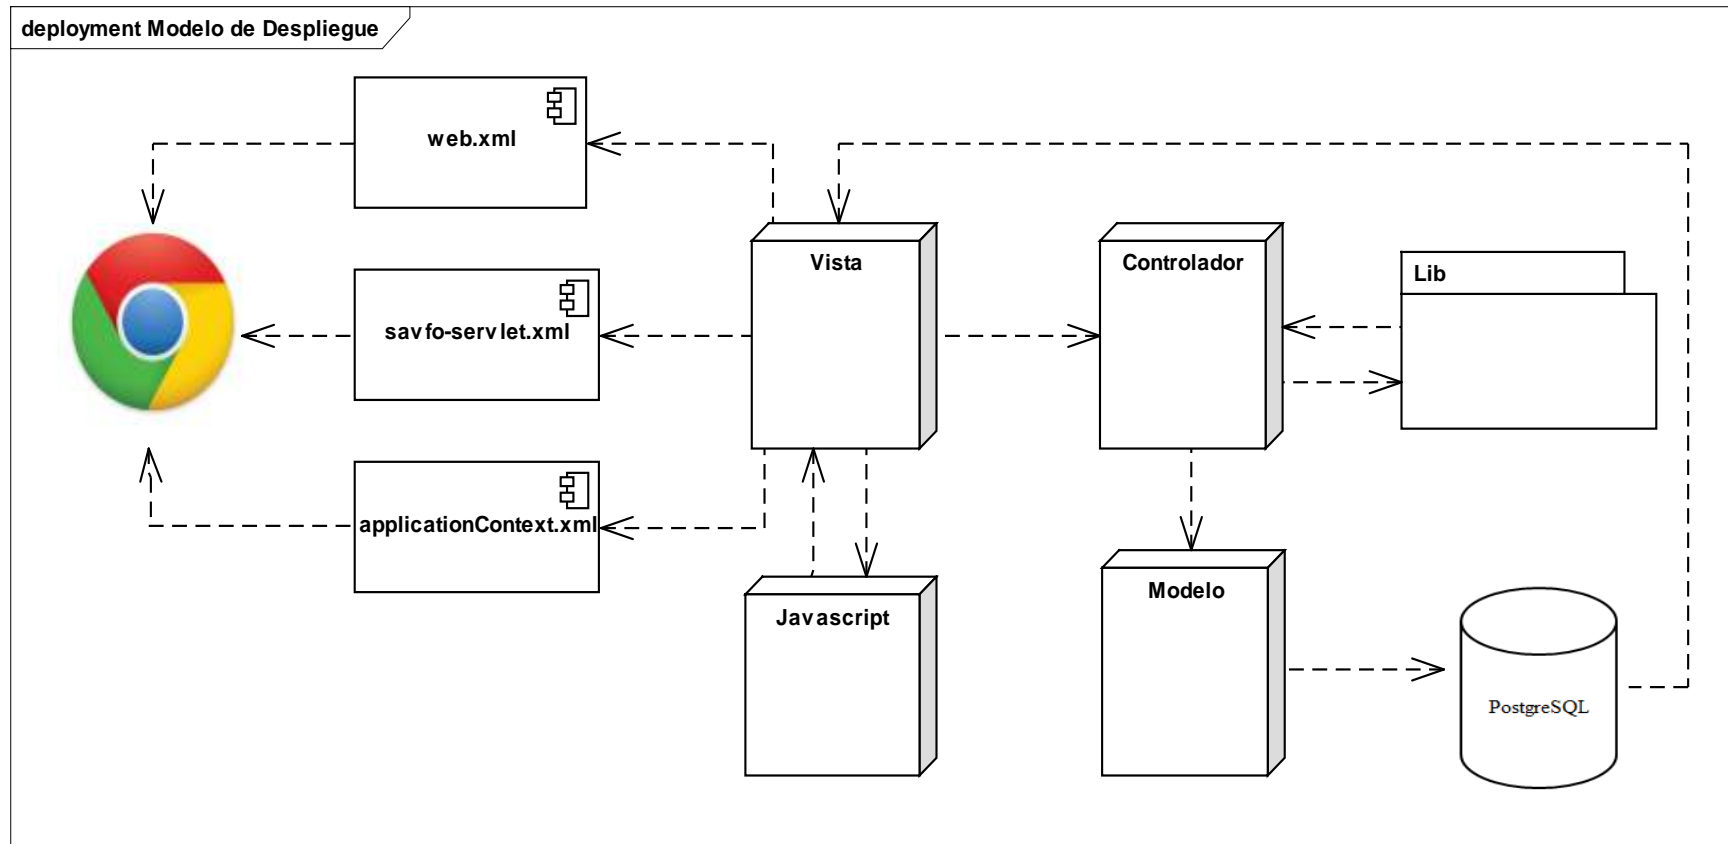 deployment Modelo de Despliegue
web.xml
Vista
Controlador
Lib
savfo-servlet.xml
applicationContext.xml
Javascript
Modelo
PostgreSQL